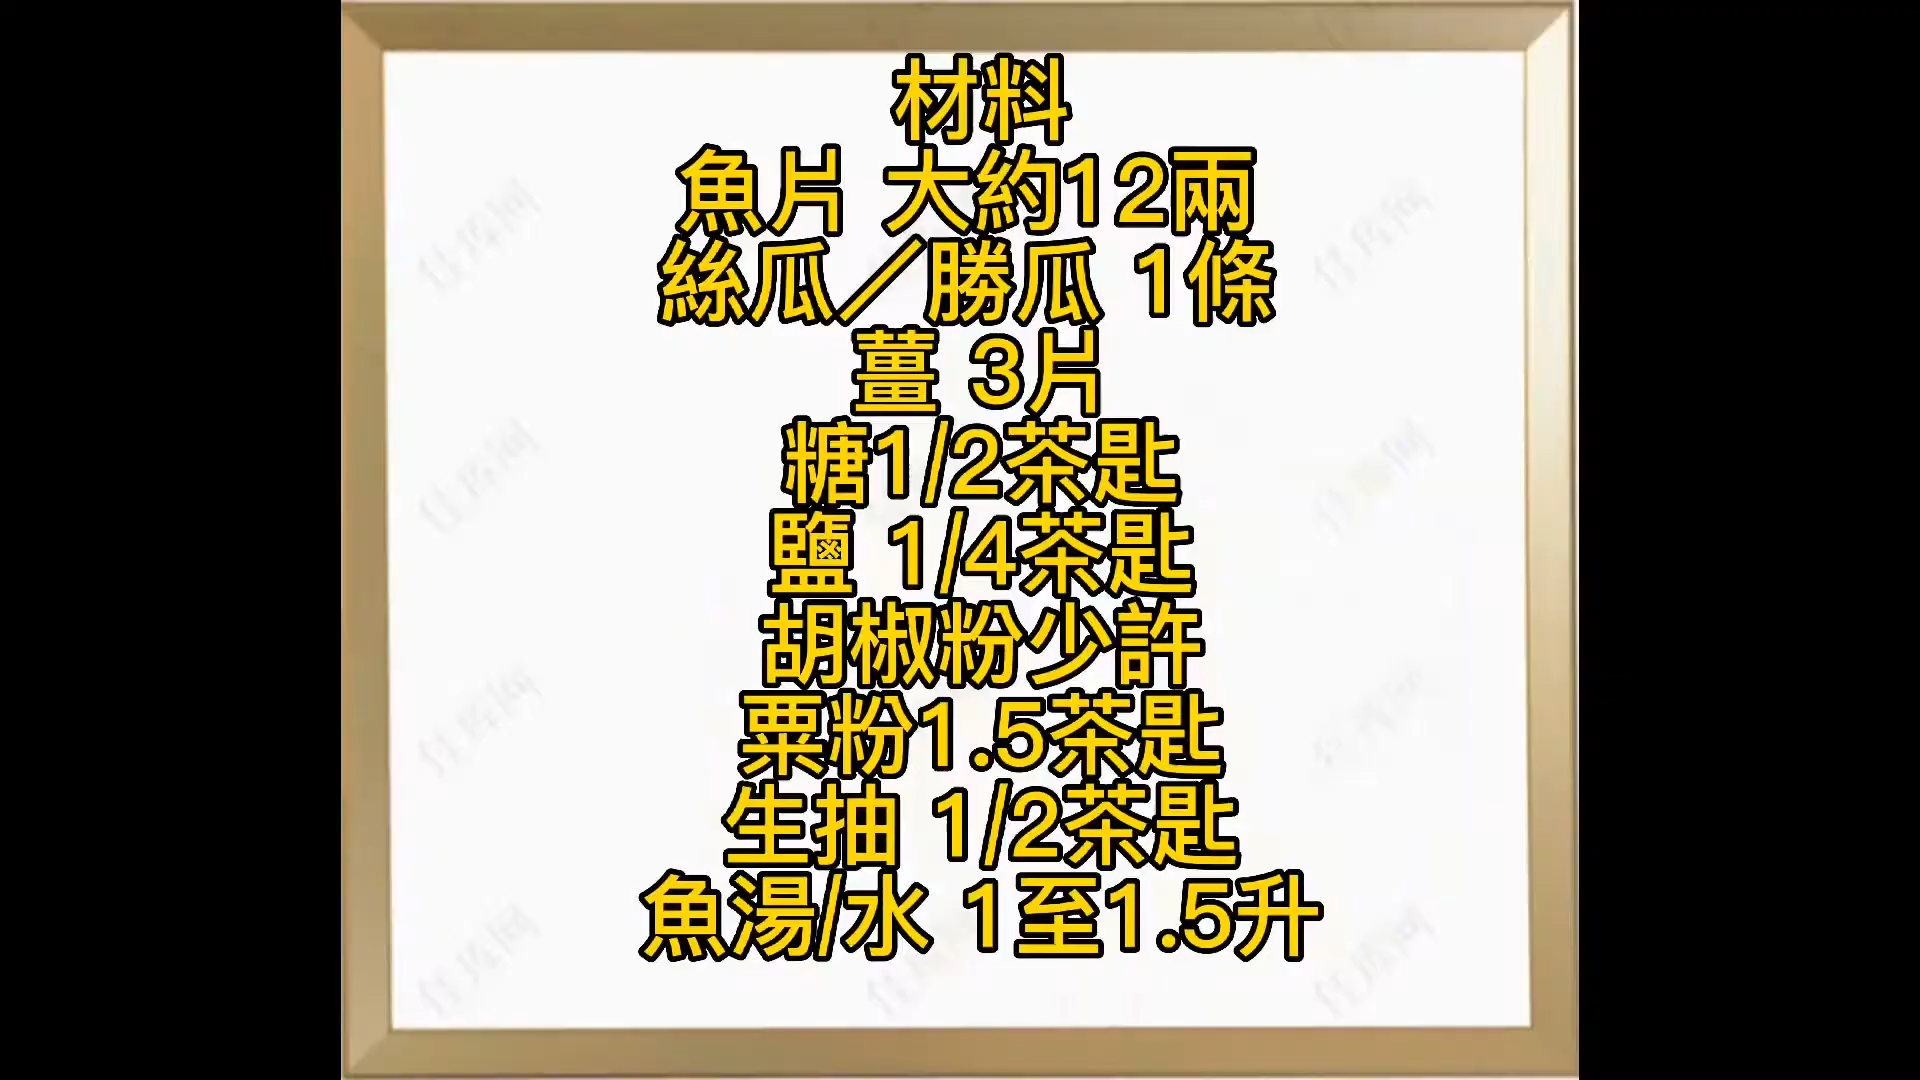 材料
魚片 大約12兩
絲瓜／勝瓜 1條
薑 3片
糖1/2茶匙
鹽 1/4茶匙
胡椒粉少許
粟粉1.5茶匙
生抽 1/2茶匙
魚湯/水 1至1.5升